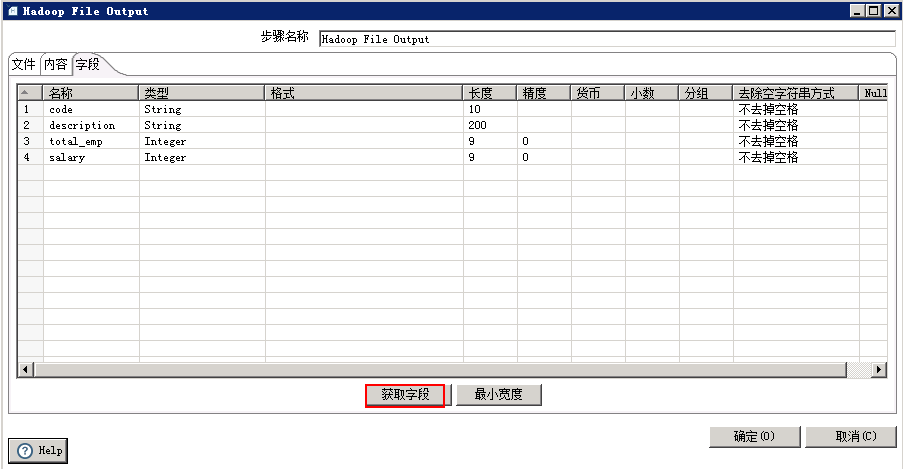 Hadoop File Output
步骤名称 Hadoop File Output
文件 内容 字段
名称 类型 格式 长度 精度 货币 小数 分组 去除空字符串方式 Null
1 code String 10 不去掉空格
2 description String 200 不去掉空格
3 total_emp Integer 9 0 不去掉空格
4 salary Integer 9 0 不去掉空格
获取字段 最小宽度
确定(O) 取消(C)
Help